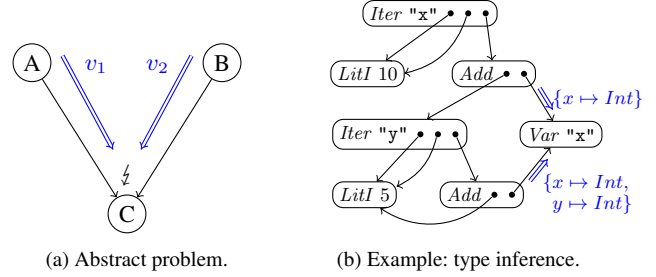 A
v₁
v₂
B
C
(a) Abstract problem.
Iter "x"
LitI 10
Add
{x ↦ Int}
Iter "y"
Var "x"
LitI 5
Add
{x ↦ Int,
y ↦ Int}
(b) Example: type inference.